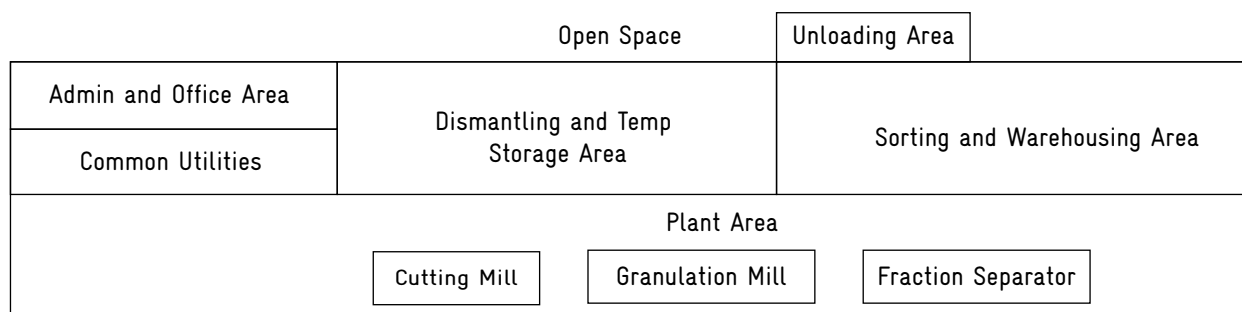 Open Space
Unloading Area
Admin and Office Area
Common Utilities
Dismantling and Temp
Storage Area
Sorting and Warehousing Area
Plant Area
Cutting Mill
Granulation Mill
Fraction Separator